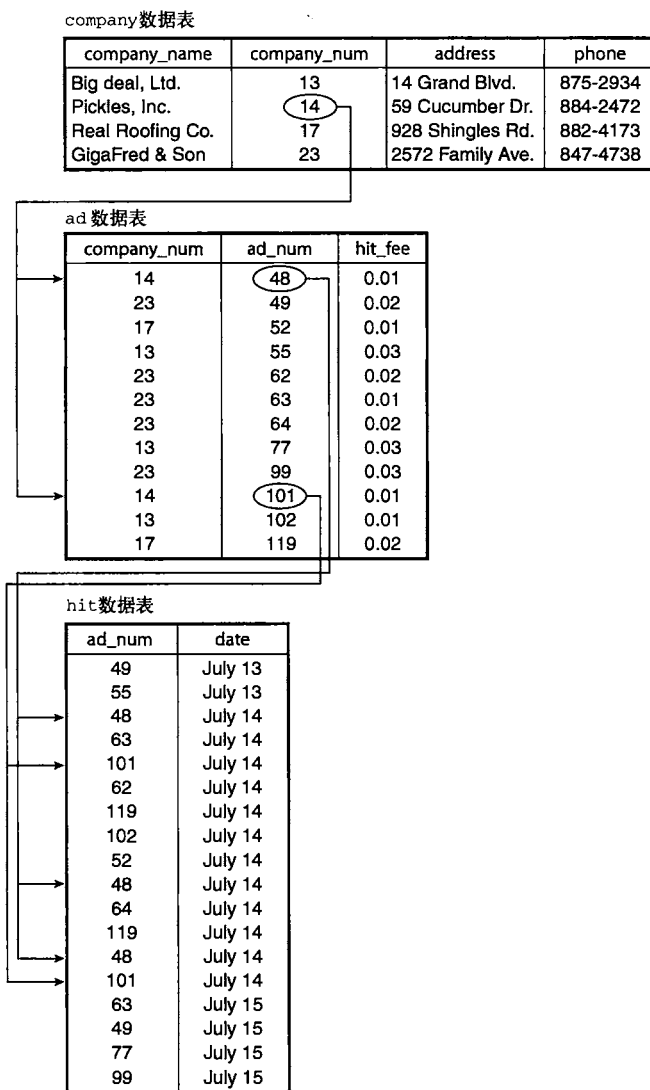 company数据表
company_name company_num address phone
Big deal, Ltd. 13 14 Grand Blvd. 875-2934
Pickles, Inc. 14 59 Cucumber Dr. 884-2472
Real Roofing Co. 17 928 Shingles Rd. 882-4173
GigaFred & Son 23 2572 Family Ave. 847-4738
ad 数据表
company_num ad_num hit_fee
14 48 0.01
23 49 0.02
17 52 0.01
13 55 0.03
23 62 0.02
23 63 0.01
23 64 0.02
13 77 0.03
23 99 0.03
14 101 0.01
13 102 0.01
17 119 0.02
hit数据表
ad_num date
49 July 13
55 July 13
48 July 14
63 July 14
101 July 14
62 July 14
119 July 14
102 July 14
52 July 14
48 July 14
64 July 14
119 July 14
48 July 14
101 July 14
63 July 15
49 July 15
77 July 15
99 July 15